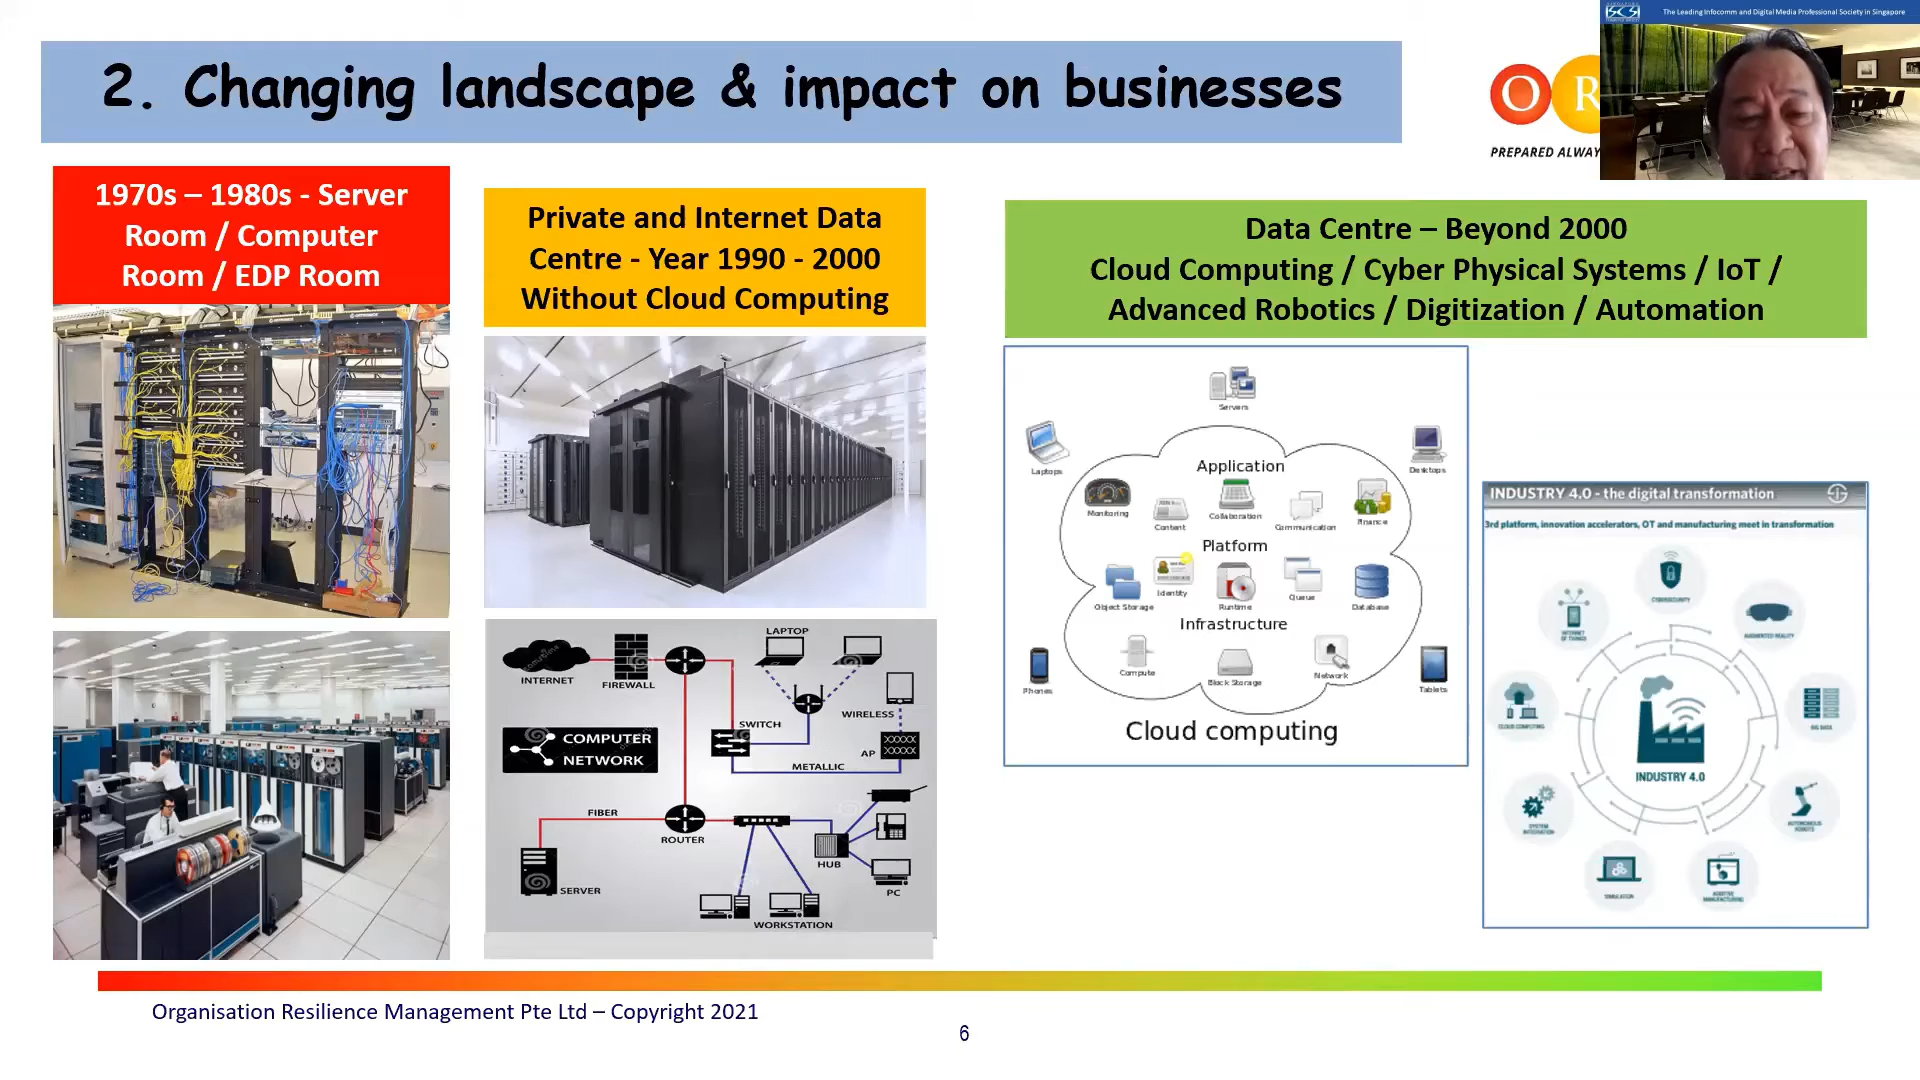 The Leading Infocomm and Digital Media Professional Society in Singapore
SCS
2. Changing landscape & impact on businesses
OR
PREPARED ALWAY
1970s – 1980s - Server
Room / Computer
Room / EDP Room
Private and Internet Data
Centre - Year 1990 - 2000
Without Cloud Computing
Data Centre – Beyond 2000
Cloud Computing / Cyber Physical Systems / IoT /
Advanced Robotics / Digitization / Automation
INTERNET
FIREWALL
LAPTOP
WIRELESS
SWITCH
AP
COMPUTER
NETWORK
METALLIC
FIBER
ROUTER
HUB
SERVER
PC
WORKSTATION
Servers
Laptops
Desktops
Application
Monitoring
Content
Collaboration
Communication
Finance
Platform
Object Storage
Identity
Runtime
Queue
Database
Infrastructure
Compute
Block Storage
Network
Phones
Tablets
Cloud computing
INDUSTRY 4.0 - the digital transformation
3rd platform, innovation accelerators, OT and manufacturing meet in transformation
CYBERSECURITY
INTERNET
OF THINGS
AUGMENTED REALITY
CLOUD COMPUTING
BIG DATA
INDUSTRY 4.0
SYSTEM
INTEGRATION
AUTONOMOUS
ROBOTS
SIMULATION
ADDITIVE
MANUFACTURING
Organisation Resilience Management Pte Ltd – Copyright 2021
6